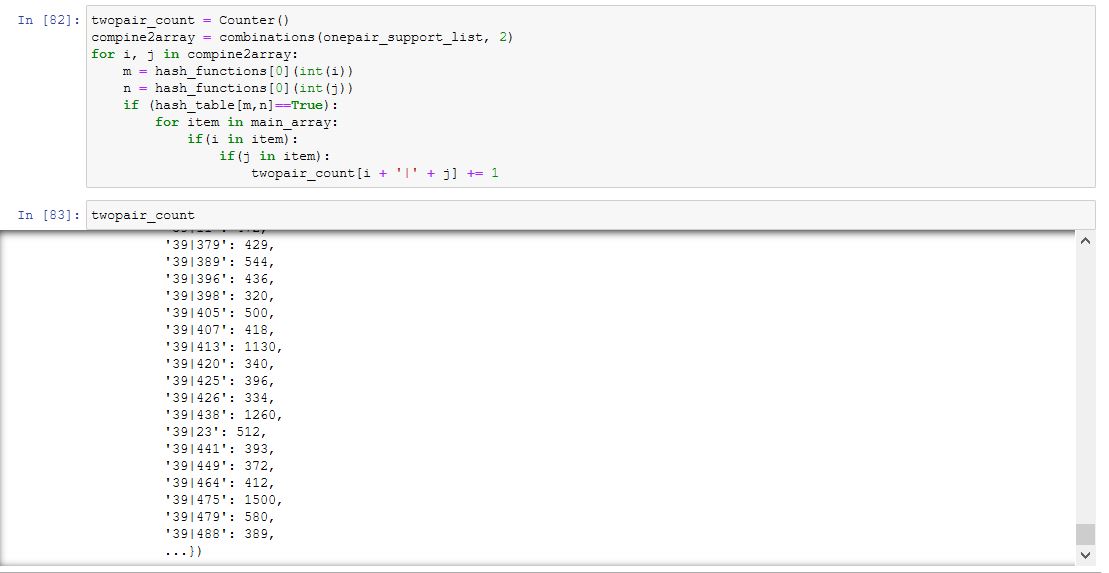 In [82]: twopair_count = Counter()
compine2array = combinations(onepair_support_list, 2)
for i, j in compine2array:
    m = hash_functions[0](int(i))
    n = hash_functions[0](int(j))
    if (hash_table[m,n]==True):
        for item in main_array:
            if(i in item):
                if(j in item):
                    twopair_count[i + '|' + j] += 1
In [83]: twopair_count
'39|379': 429,
'39|389': 544,
'39|396': 436,
'39|398': 320,
'39|405': 500,
'39|407': 418,
'39|413': 1130,
'39|420': 340,
'39|425': 396,
'39|426': 334,
'39|438': 1260,
'39|23': 512,
'39|441': 393,
'39|449': 372,
'39|464': 412,
'39|475': 1500,
'39|479': 580,
'39|488': 389,
...})